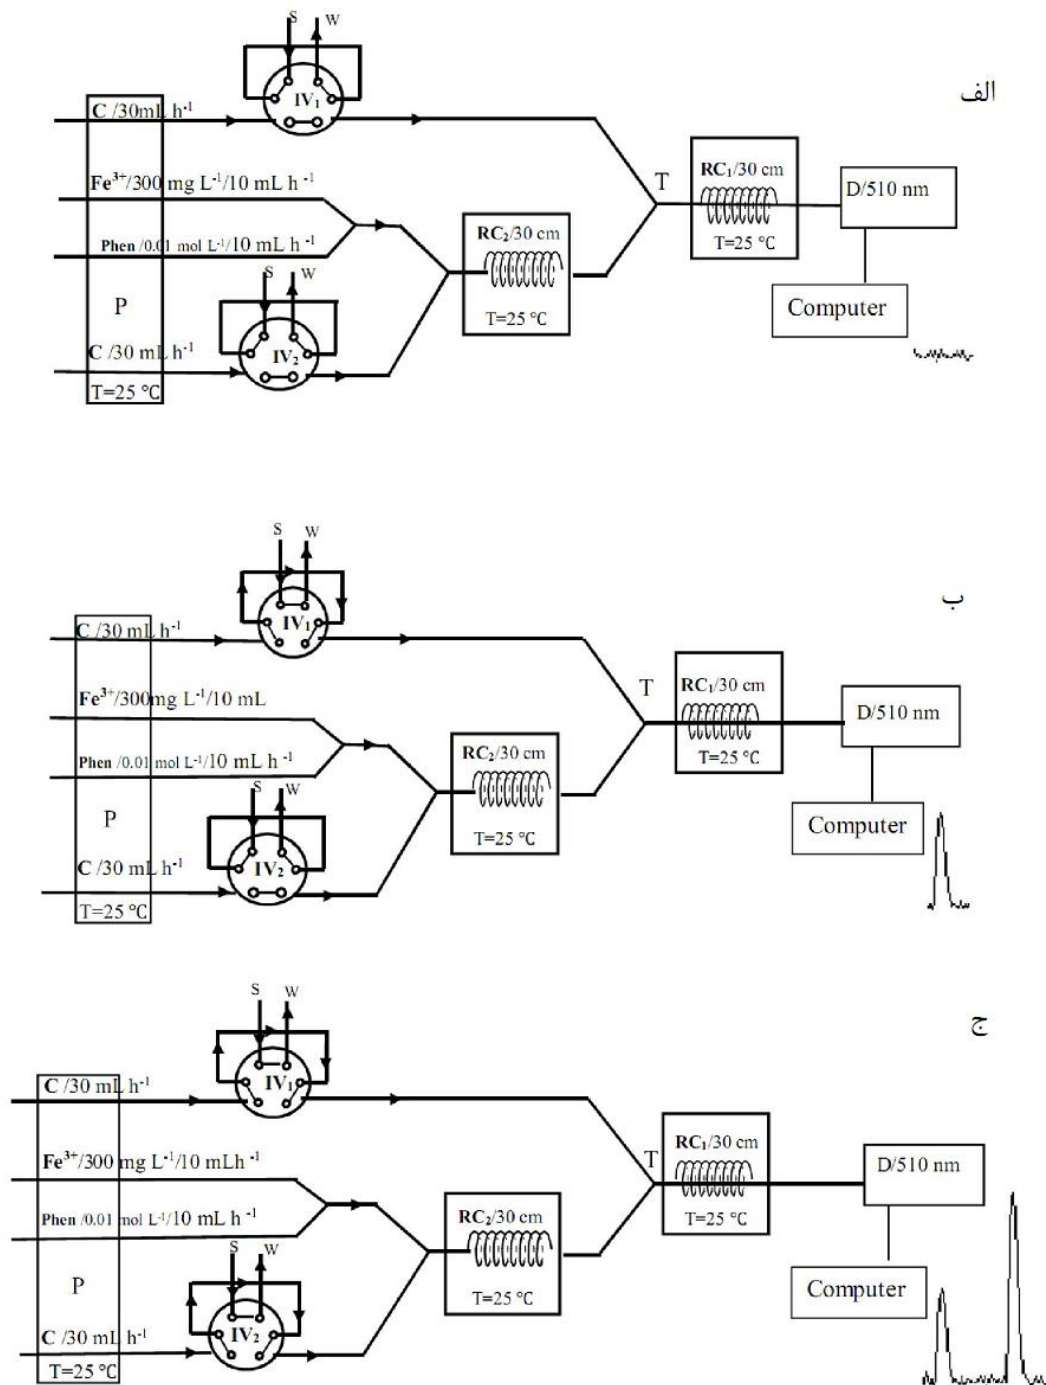 الف
S W
IV₁
C /30mL h⁻¹
Fe³⁺/300 mg L⁻¹/10 mL h⁻¹
T
RC₁/30 cm
T=25 °C
D/510 nm
Phen /0.01 mol L⁻¹/10 mL h⁻¹
RC₂/30 cm
T=25 °C
Computer
S W
P
IV₂
C /30 mL h⁻¹
T=25 °C
ب
S W
IV₁
C /30 mL h⁻¹
Fe³⁺/300mg L⁻¹/10 mL
T
RC₁/30 cm
T=25 °C
D/510 nm
Phen /0.01 mol L⁻¹/10 mL h⁻¹
RC₂/30 cm
T=25 °C
Computer
S W
P
IV₂
C /30 mL h⁻¹
T=25 °C
ج
S W
IV₁
C /30 mL h⁻¹
Fe³⁺/300 mg L⁻¹/10 mLh⁻¹
T
RC₁/30 cm
T=25 °C
D/510 nm
Phen /0.01 mol L⁻¹/10 mL h⁻¹
RC₂/30 cm
T=25 °C
Computer
S W
P
IV₂
C /30 mL h⁻¹
T=25 °C